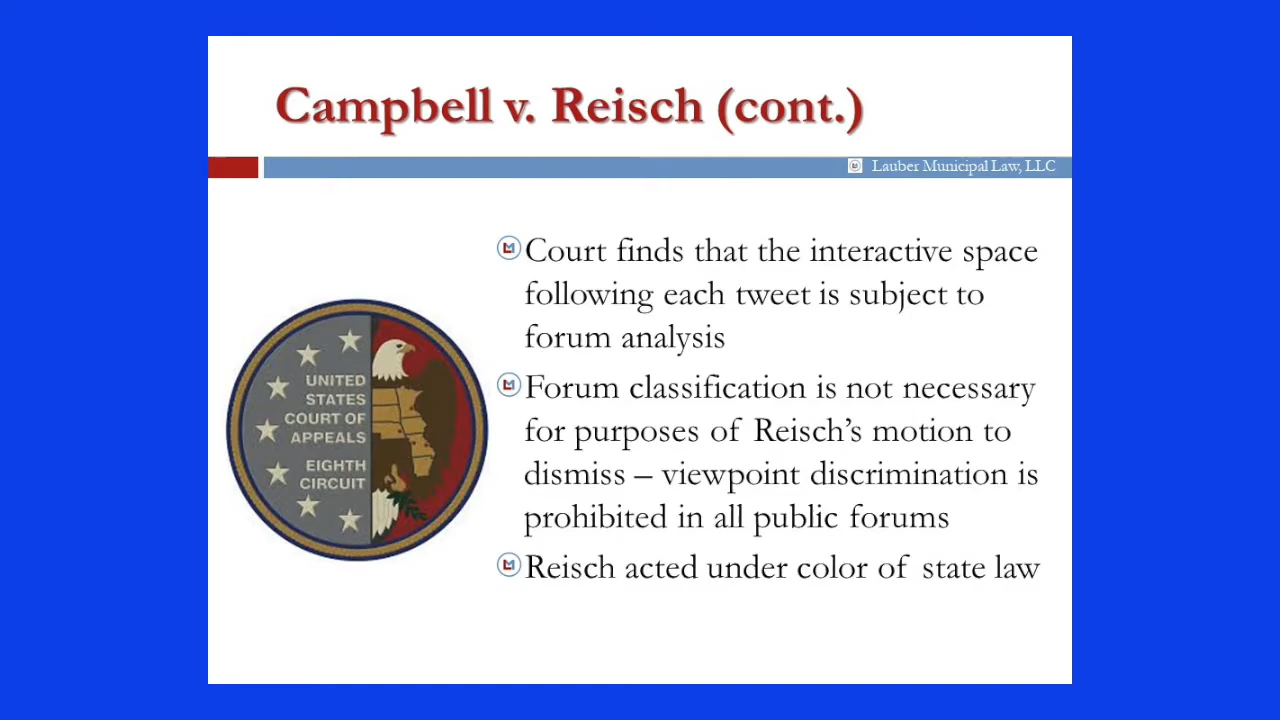 Campbell v. Reisch (cont.)
Lauber Municipal Law, LLC
Court finds that the interactive space
following each tweet is subject to
forum analysis
Forum classification is not necessary
for purposes of Reisch's motion to
dismiss – viewpoint discrimination is
prohibited in all public forums
Reisch acted under color of state law
UNITED
STATES
COURT OF
APPEALS
EIGHTH
CIRCUIT